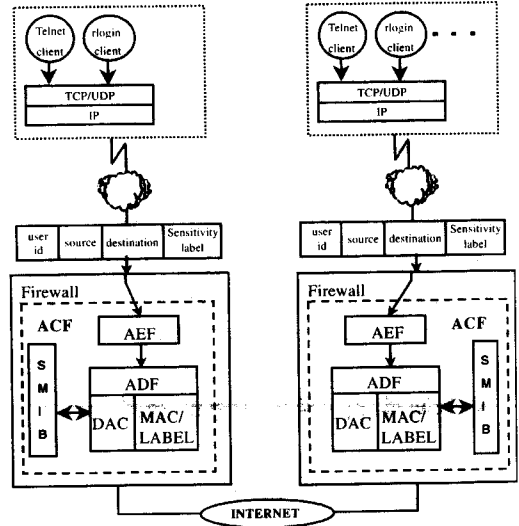 Telnet
client
rlogin
client
TCP/UDP
IP
user
id
source
destination
Sensitivity
label
Firewall
ACF
AEF
ADF
DAC
MAC/
LABEL
S
M
I
B
Telnet
client
rlogin
client
TCP/UDP
IP
user
id
source
destination
Sensitivity
label
Firewall
ACF
AEF
ADF
DAC
MAC/
LABEL
S
M
I
B
INTERNET